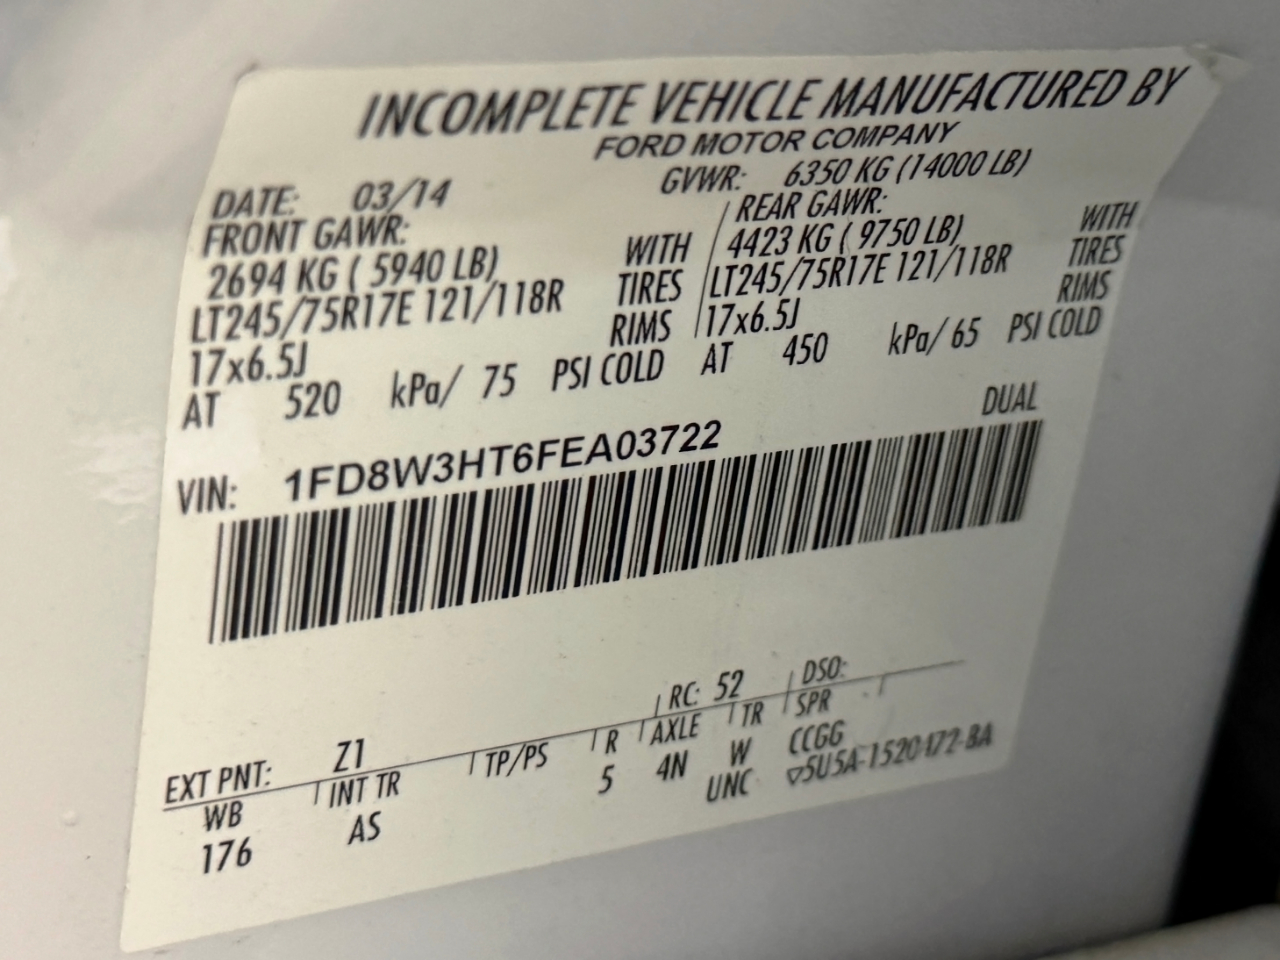 INCOMPLETE VEHICLE MANUFACTURED BY
FORD MOTOR COMPANY
DATE: 03/14 GVWR: 6350 KG (14000 LB)
FRONT GAWR: REAR GAWR:
2694 KG ( 5940 LB) WITH 4423 KG ( 9750 LB) WITH
LT245/75R17E 121/118R TIRES LT245/75R17E 121/118R TIRES
17x6.5J RIMS 17x6.5J RIMS
AT 520 kPa/ 75 PSI COLD AT 450 kPa/ 65 PSI COLD
VIN: 1FD8W3HT6FEA03722 DUAL
EXT PNT: Z1 RC: 52 DSO:
WB INT TR TP/PS R AXLE TR SPR
176 AS 5 4N W CCGG
UNC ▽5U5A-1520472-BA